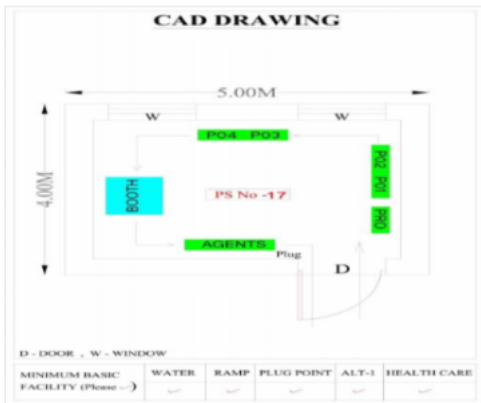 CAD DRAWING
5.00M
W W
PO4 PO3
4.00M
BOOTH
PO2 PO1
PS No -17
PRO
AGENTS
Plug
D
D - DOOR , W - WINDOW
MINIMUM BASIC FACILITY (Please ✓) WATER RAMP PLUG POINT ALT-1 HEALTH CARE
✓ ✓ ✓ ✓ ✓